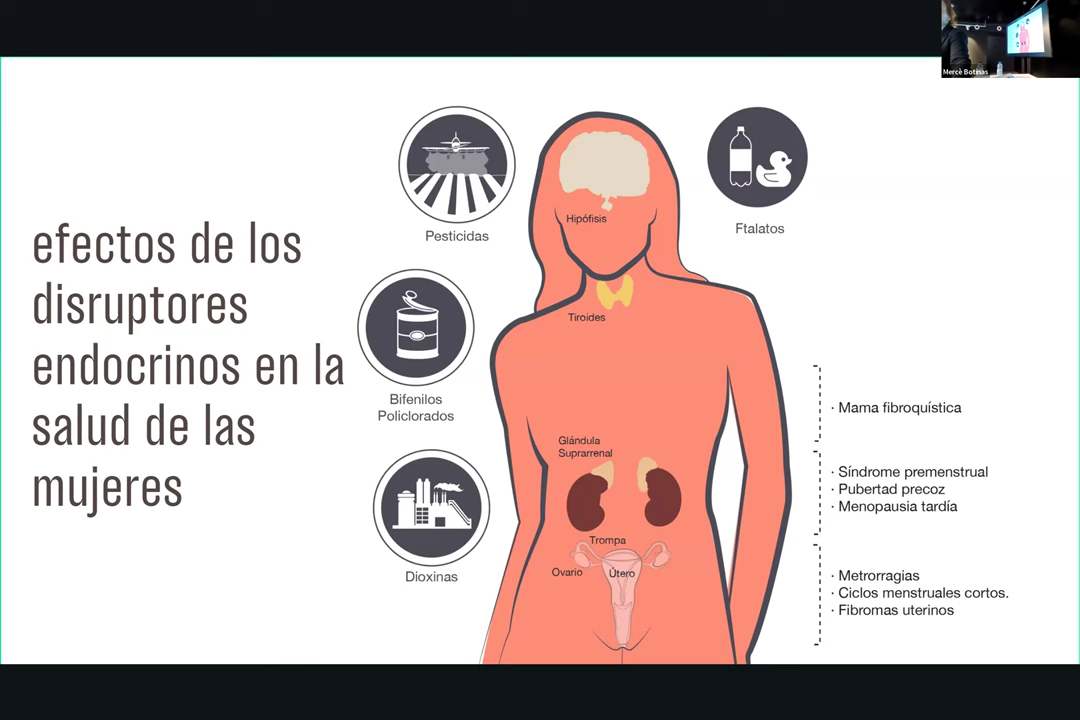 Mercè Botinas
efectos de los
disruptores
endocrinos en la
salud de las
mujeres
Pesticidas
Bifenilos
Policlorados
Dioxinas
Hipófisis
Tiroides
Glándula
Suprarrenal
Trompa
Ovario
Útero
Ftalatos
· Mama fibroquística
· Síndrome premenstrual
· Pubertad precoz
· Menopausia tardía
· Metrorragias
· Ciclos menstruales cortos.
· Fibromas uterinos